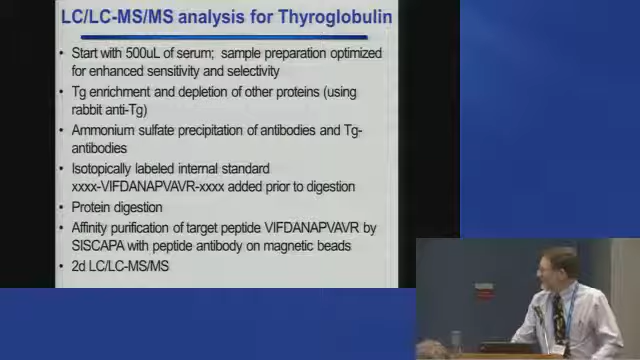 LC/LC-MS/MS analysis for Thyroglobulin
• Start with 500uL of serum; sample preparation optimized
for enhanced sensitivity and selectivity
• Tg enrichment and depletion of other proteins (using
rabbit anti-Tg)
• Ammonium sulfate precipitation of antibodies and Tg-
antibodies
• Isotopically labeled internal standard
xxxx-VIFDANAPVAVR-xxxx added prior to digestion
• Protein digestion
• Affinity purification of target peptide VIFDANAPVAVR by
SISCAPA with peptide antibody on magnetic beads
• 2d LC/LC-MS/MS